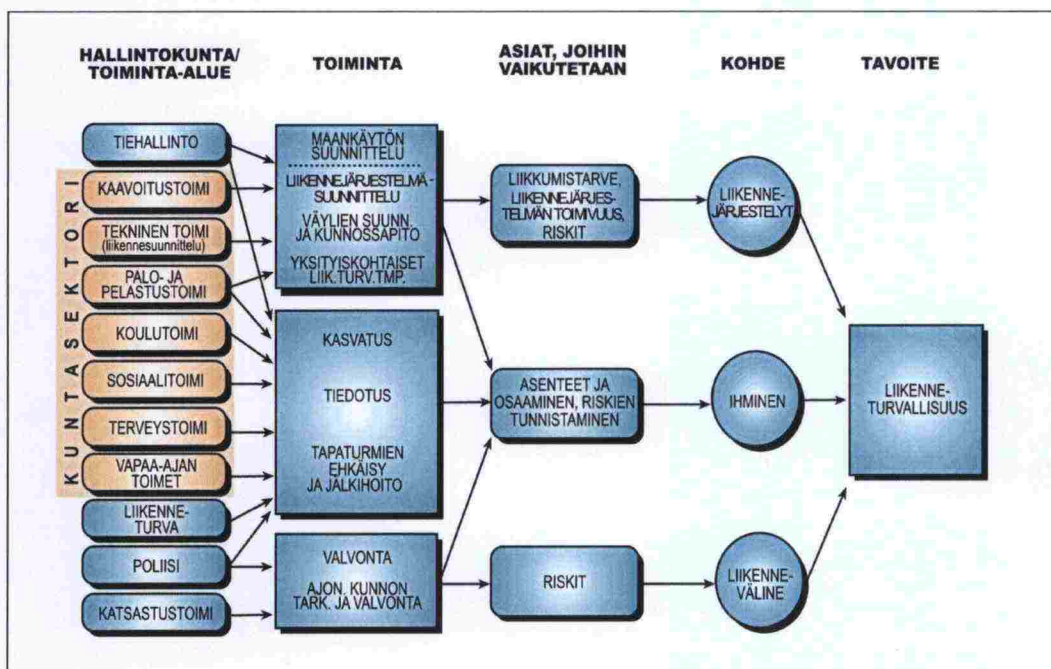 HALLINTOKUNTA/
TOIMINTA-ALUE
TOIMINTA
ASIAT, JOIHIN
VAIKUTETAAN
KOHDE
TAVOITE
KUNTASEKTORI
TIEHALLINTO
KAAVOITUSTOIMI
TEKNINEN TOIMI
(liikennesuunnittelu)
PALO- JA
PELASTUSTOIMI
KOULUTOIMI
SOSIAALITOIMI
TERVEYSTOIMI
VAPAA-AJAN
TOIMET
LIIKENNE-
TURVA
POLIISI
KATSASTUSTOIMI
MAANKÄYTÖN
SUUNNITTELU
LIIKENNEJÄRJESTELMÄ-
SUUNNITTELU
VÄYLIEN SUUNN.
JA KUNNOSSAPITO
YKSITYISKOHTAISET
LIIK.TURV.TMP.
KASVATUS
TIEDOTUS
TAPATURMIEN
EHKÄISY
JA JÄLKIHOITO
VALVONTA
AJON. KUNNON
TARK. JA VALVONTA
LIIKKUMISTARVE,
LIIKENNEJÄRJES-
TELMÄN TOIMIVUUS,
RISKIT
ASENTEET JA
OSAAMINEN, RISKIEN
TUNNISTAMINEN
RISKIT
LIIKENNE-
JÄRJESTELYT
IHMINEN
LIIKENNE-
VÄLINE
LIIKENNE-
TURVALLISUUS